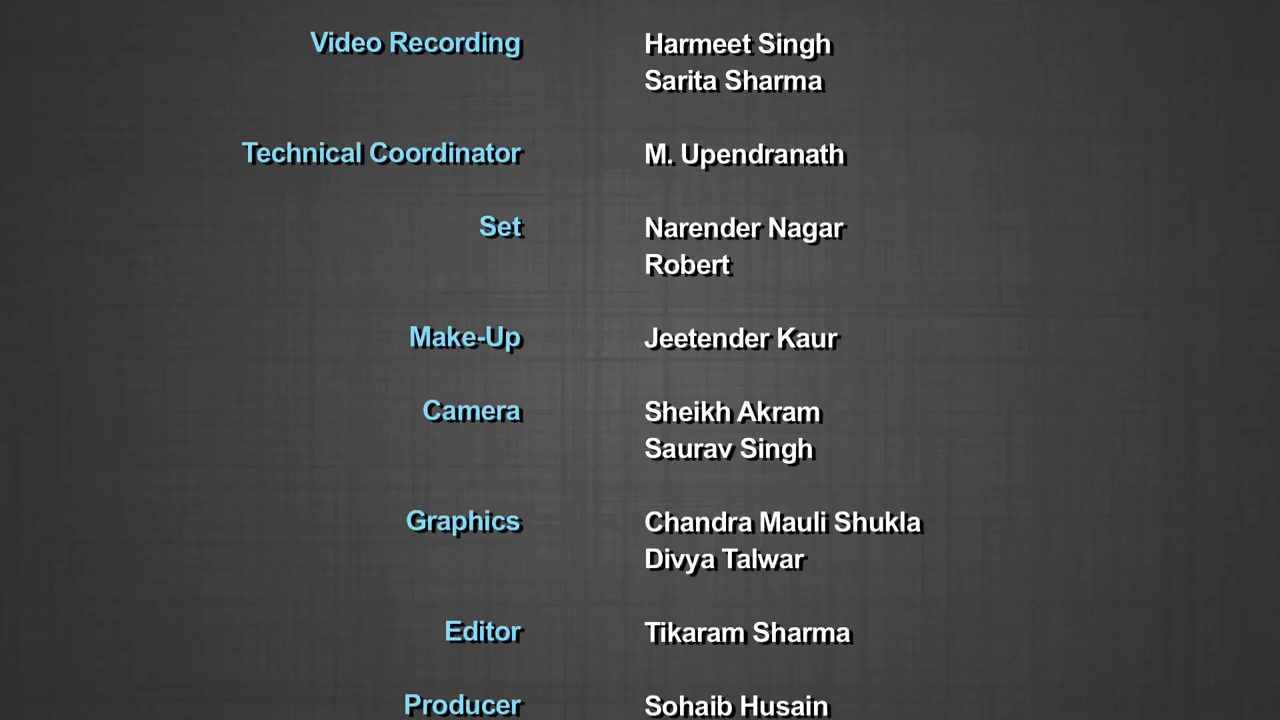 Video Recording Harmeet Singh
Sarita Sharma
Technical Coordinator M. Upendranath
Set Narender Nagar
Robert
Make-Up Jeetender Kaur
Camera Sheikh Akram
Saurav Singh
Graphics Chandra Mauli Shukla
Divya Talwar
Editor Tikaram Sharma
Producer Sohaib Husain